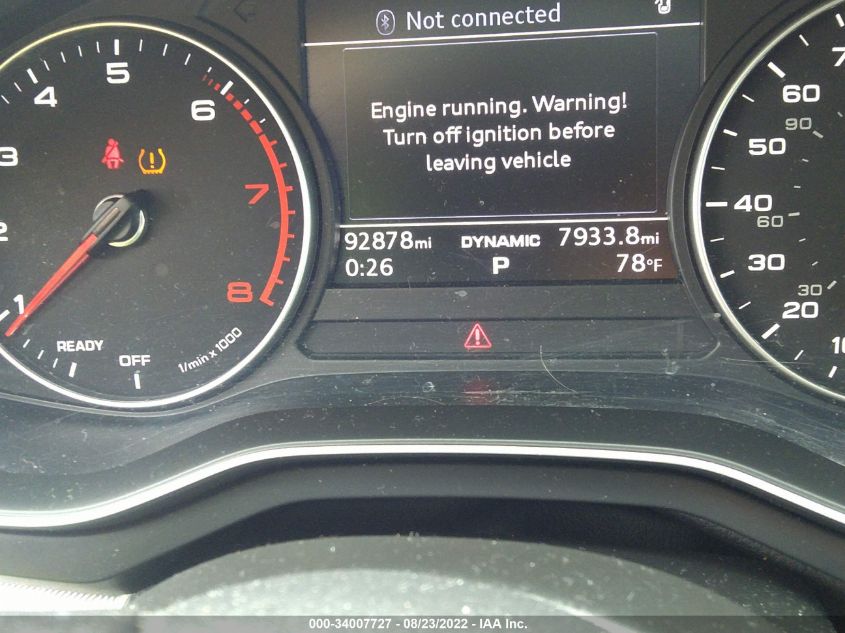 Not connected
Engine running. Warning!
Turn off ignition before
leaving vehicle
92878mi DYNAMIC 7933.8mi
0:26 P 78°F
1
2
3
4
5
6
7
8
READY
OFF
1/min x 1000
60
90
50
40
60
30
30
20
000-34007727 - 08/23/2022 - IAA Inc.